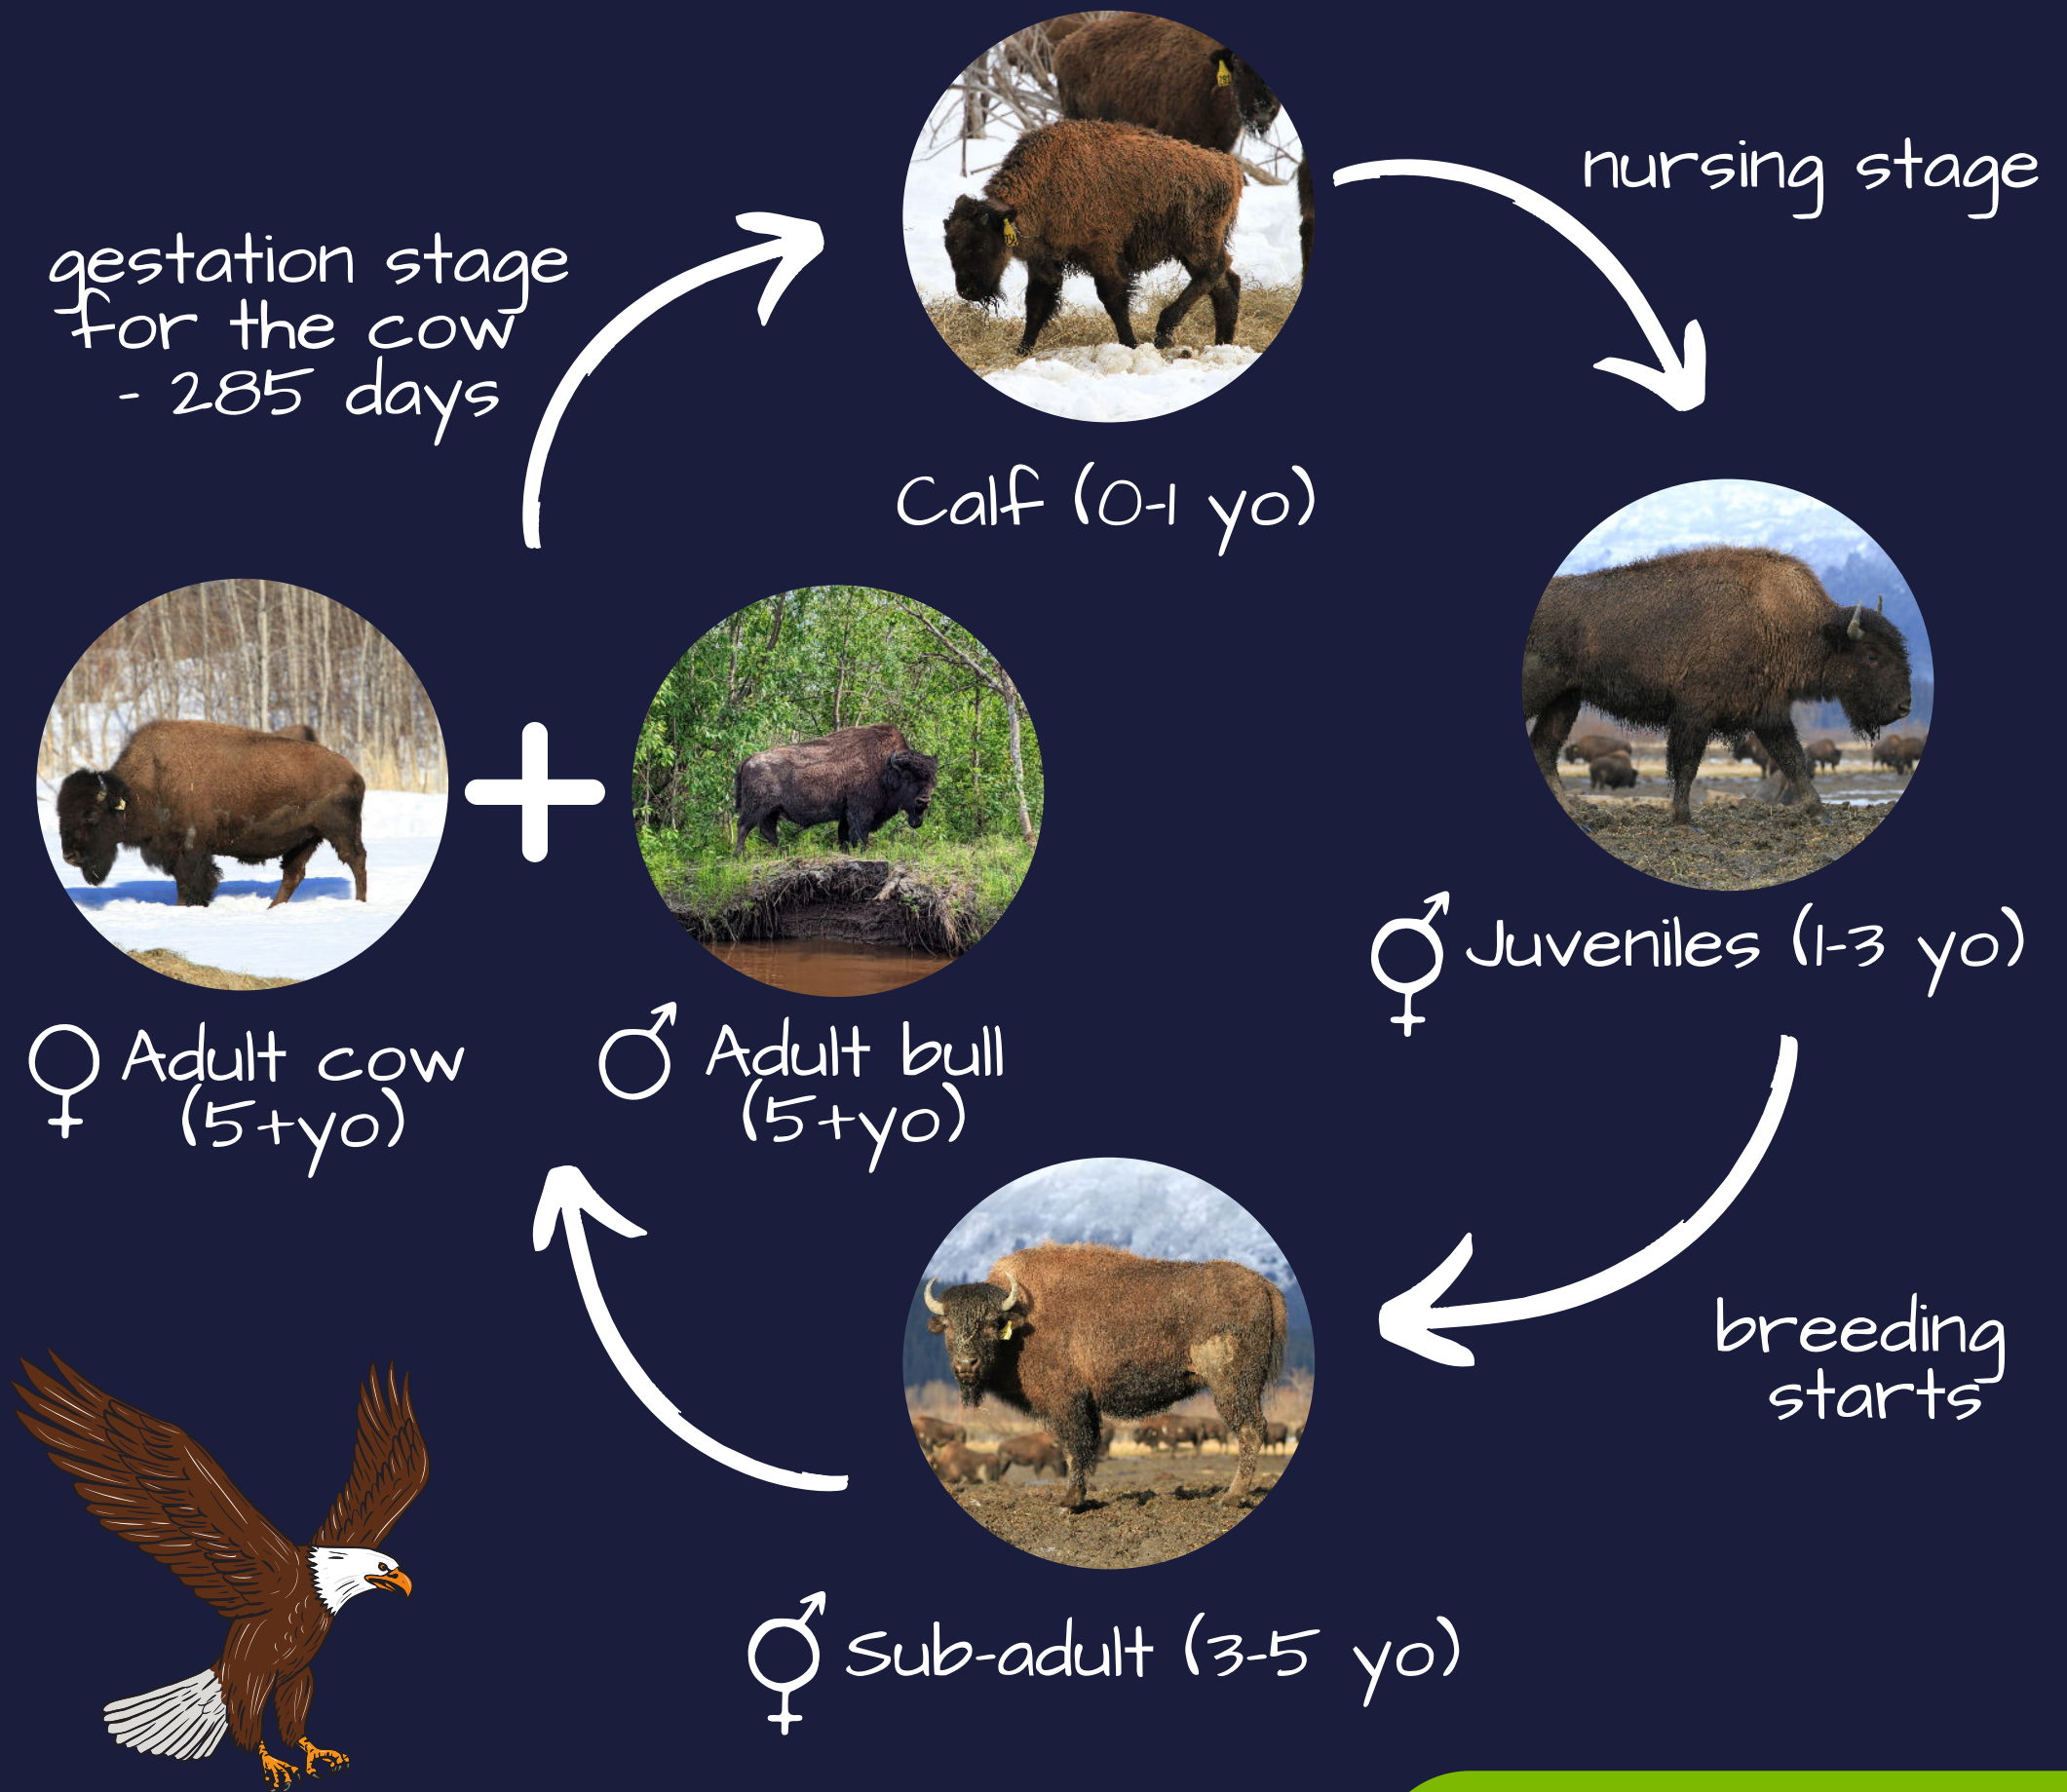 nursing stage
gestation stage
for the cow
- 285 days
Calf (0-1 yo)
Juveniles (1-3 yo)
Adult cow
(5+yo)
Adult bull
(5+yo)
breeding
starts
Sub-adult (3-5 yo)